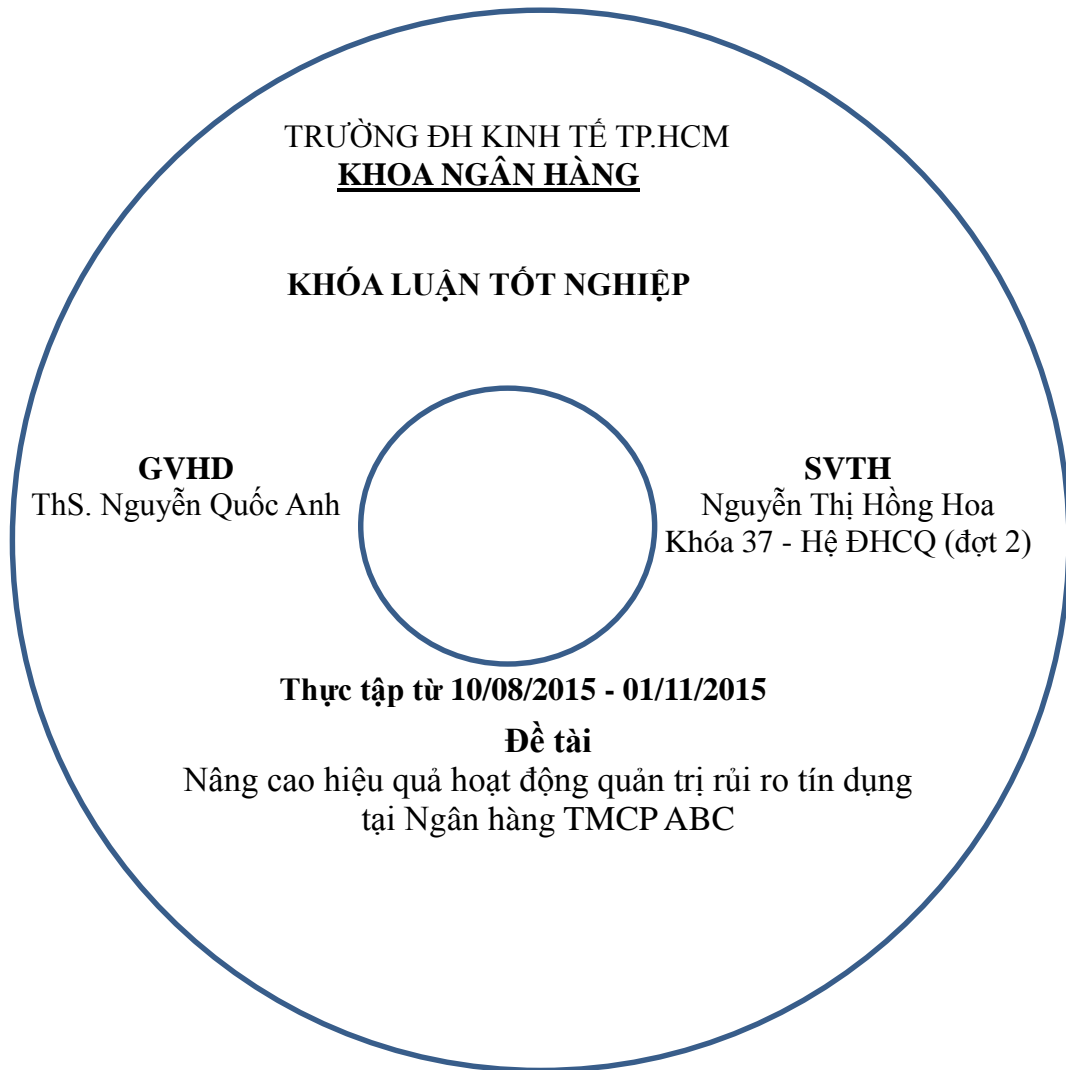 TRƯỜNG ĐH KINH TẾ TP.HCM
KHOA NGÂN HÀNG
KHÓA LUẬN TỐT NGHIỆP
GVHD
ThS. Nguyễn Quốc Anh
SVTH
Nguyễn Thị Hồng Hoa
Khóa 37 - Hệ ĐHCQ (đợt 2)
Thực tập từ 10/08/2015 - 01/11/2015
Đề tài
Nâng cao hiệu quả hoạt động quản trị rủi ro tín dụng
tại Ngân hàng TMCP ABC